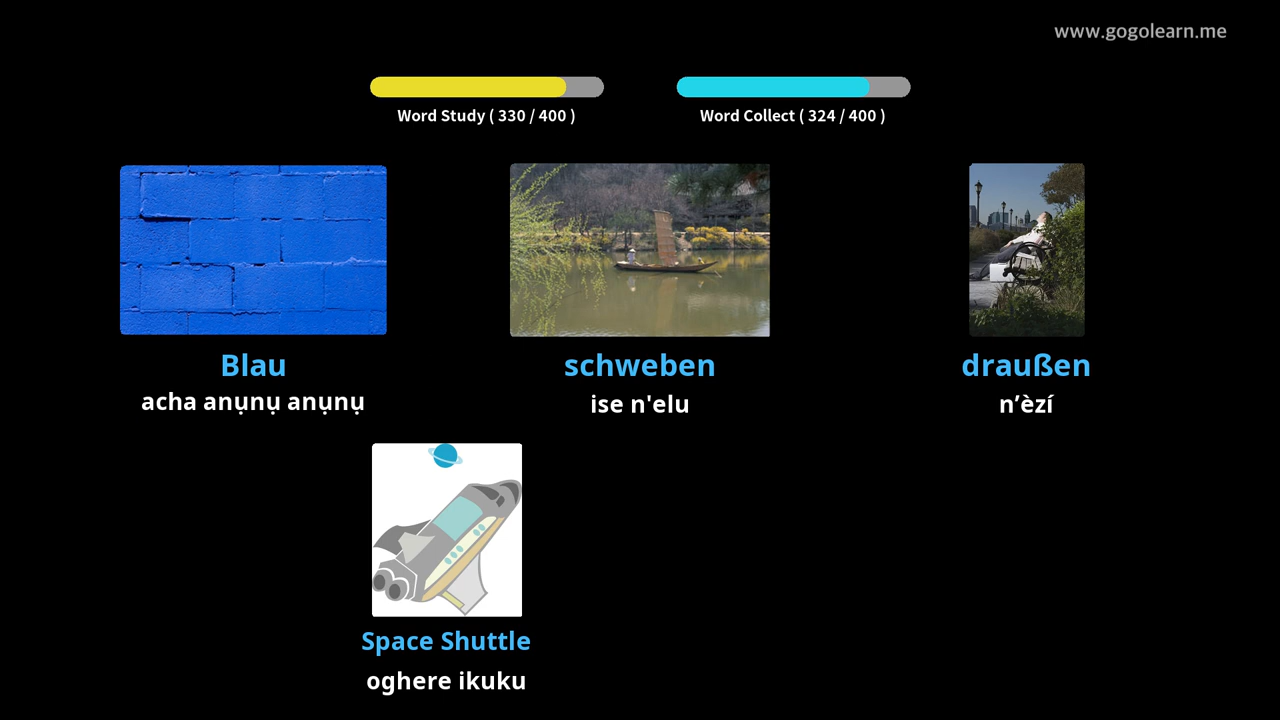 www.gogolearn.me
Word Study ( 330 / 400 )
Word Collect ( 324 / 400 )
Blau
acha anụnụ anụnụ
schweben
ise n'elu
draußen
n’èzí
Space Shuttle
oghere ikuku